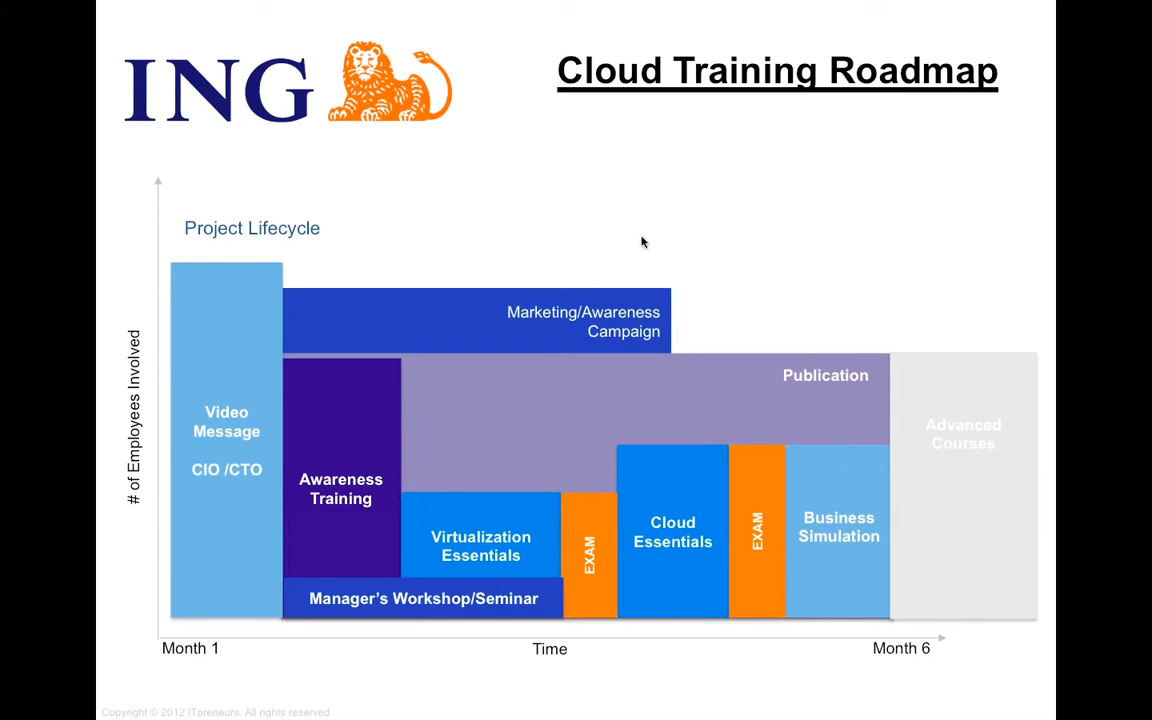 ING
Cloud Training Roadmap
Project Lifecycle
# of Employees Involved
Marketing/Awareness
Campaign
Publication
Video
Message
CIO /CTO
Advanced
Courses
Awareness
Training
Virtualization
Essentials
EXAM
Cloud
Essentials
EXAM
Business
Simulation
Manager's Workshop/Seminar
Month 1
Time
Month 6
Copyright © 2012 ITpreneurs. All rights reserved.